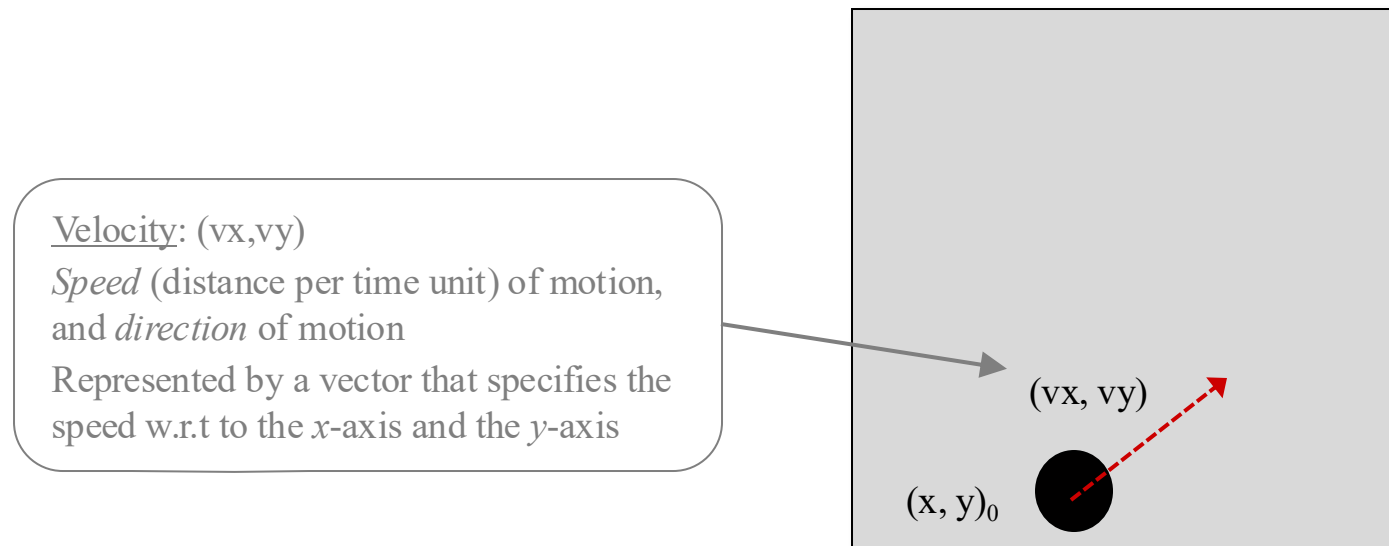 Velocity: (vx,vy)
Speed (distance per time unit) of motion,
and direction of motion
Represented by a vector that specifies the
speed w.r.t to the x-axis and the y-axis
(vx, vy)
(x, y)₀